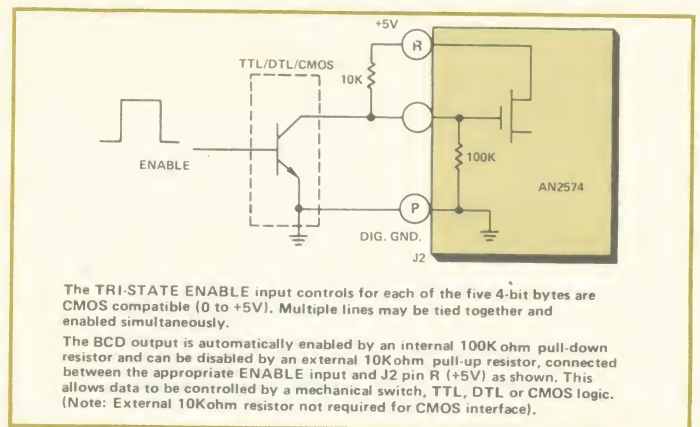 +5V
R
TTL/DTL/CMOS
10K
ENABLE
100K
AN2574
P
DIG. GND.
J2
The TRI-STATE ENABLE input controls for each of the five 4-bit bytes are
CMOS compatible (0 to +5V). Multiple lines may be tied together and
enabled simultaneously.
The BCD output is automatically enabled by an internal 100K ohm pull-down
resistor and can be disabled by an external 10Kohm pull-up resistor, connected
between the appropriate ENABLE input and J2 pin R (+5V) as shown. This
allows data to be controlled by a mechanical switch, TTL, DTL or CMOS logic.
(Note: External 10Kohm resistor not required for CMOS interface).